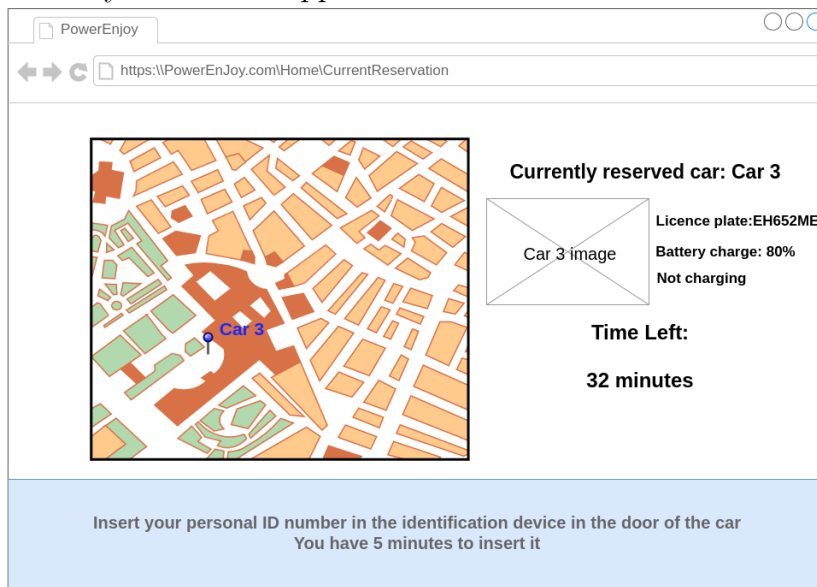 PowerEnjoy
https:\\PowerEnJoy.com\Home\CurrentReservation
Currently reserved car: Car 3
Car 3 image
Licence plate:EH652ME
Battery charge: 80%
Not charging
Car 3
Time Left:
32 minutes
Insert your personal ID number in the identification device in the door of the car
You have 5 minutes to insert it